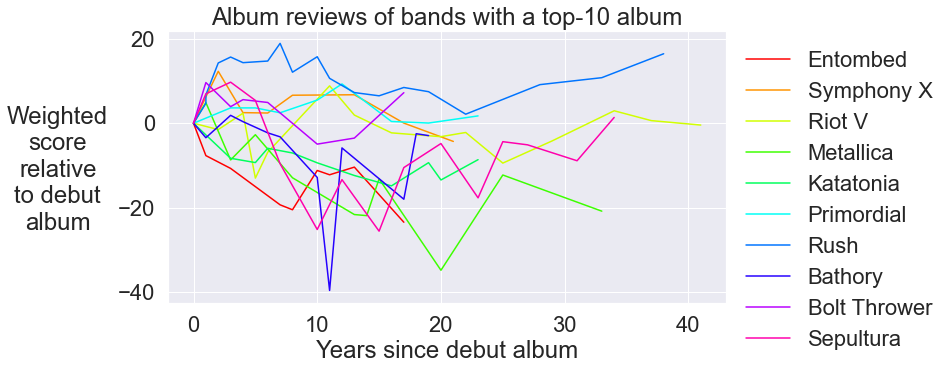 Album reviews of bands with a top-10 album
Weighted
score
relative
to debut
album
20
0
−20
−40
0 10 20 30 40
Years since debut album
Entombed
Symphony X
Riot V
Metallica
Katatonia
Primordial
Rush
Bathory
Bolt Thrower
Sepultura